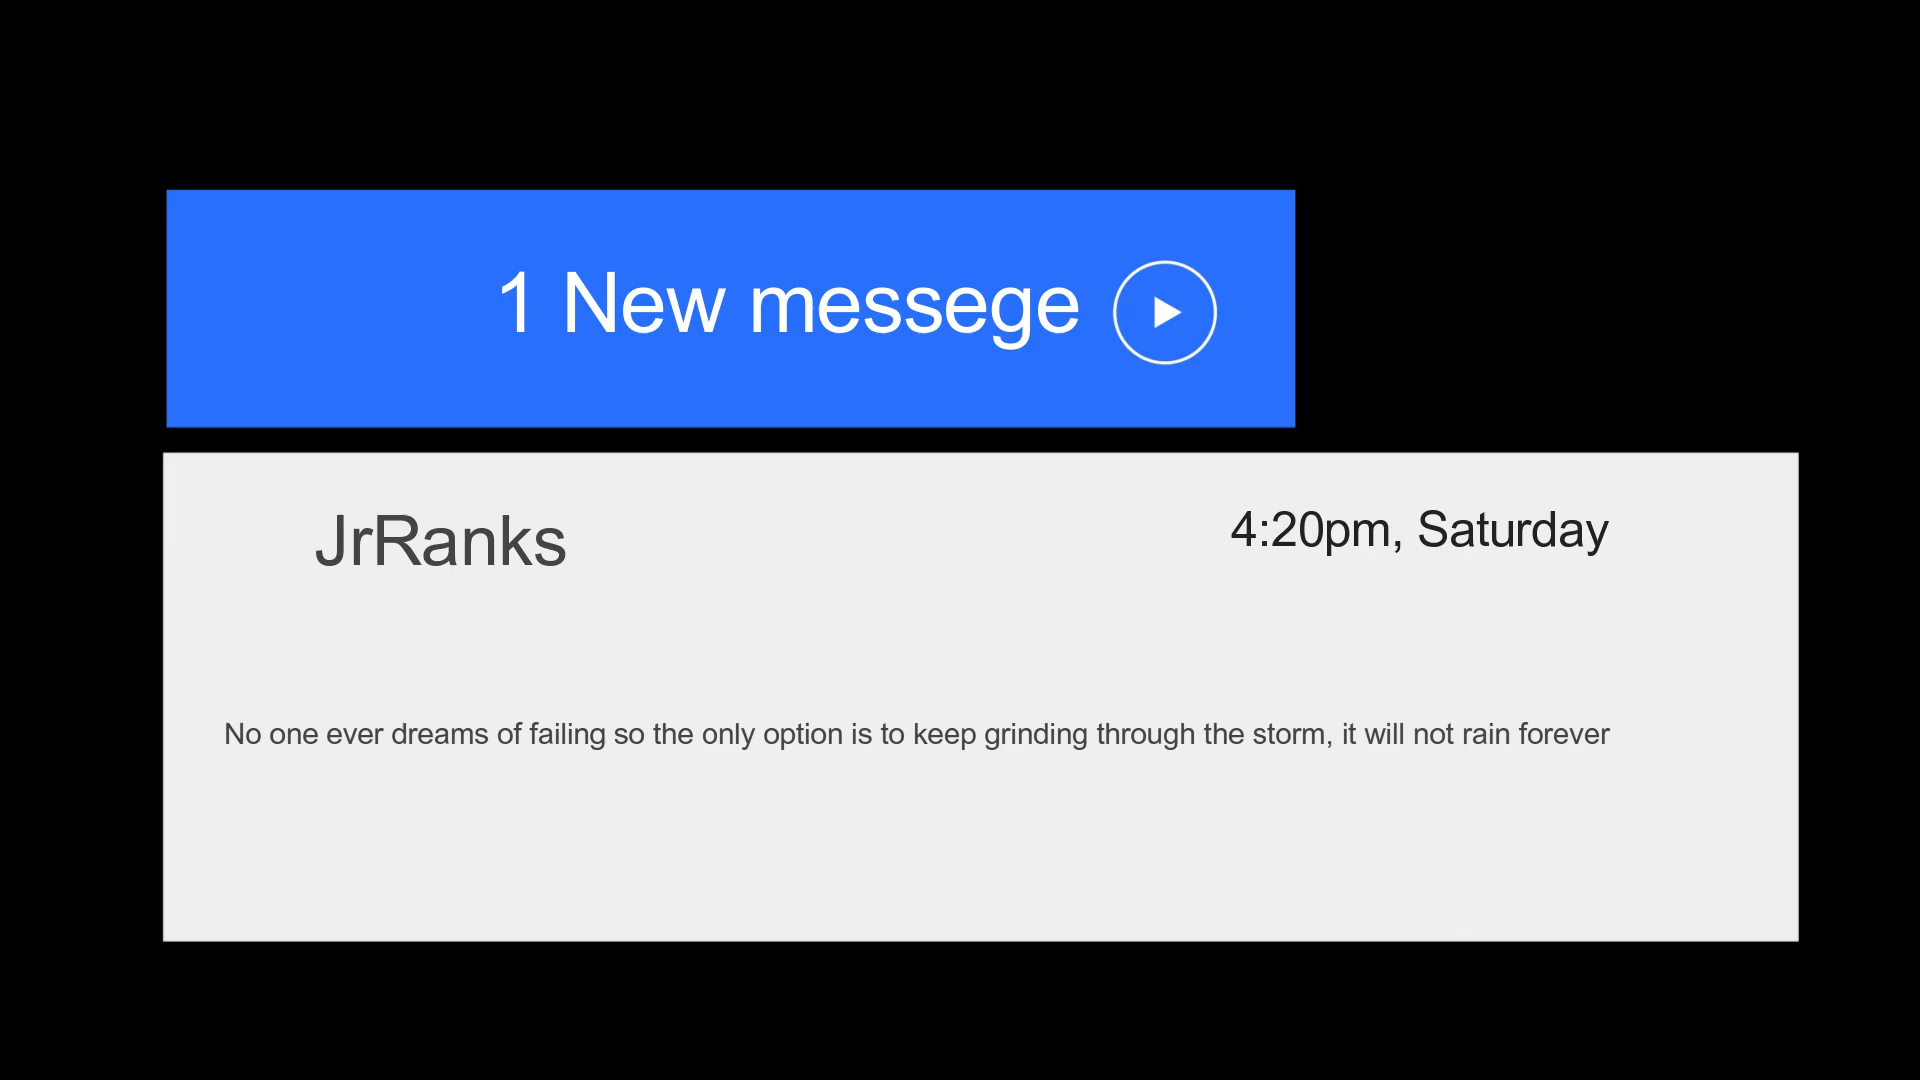 1 New messege
JrRanks
4:20pm, Saturday
No one ever dreams of failing so the only option is to keep grinding through the storm, it will not rain forever